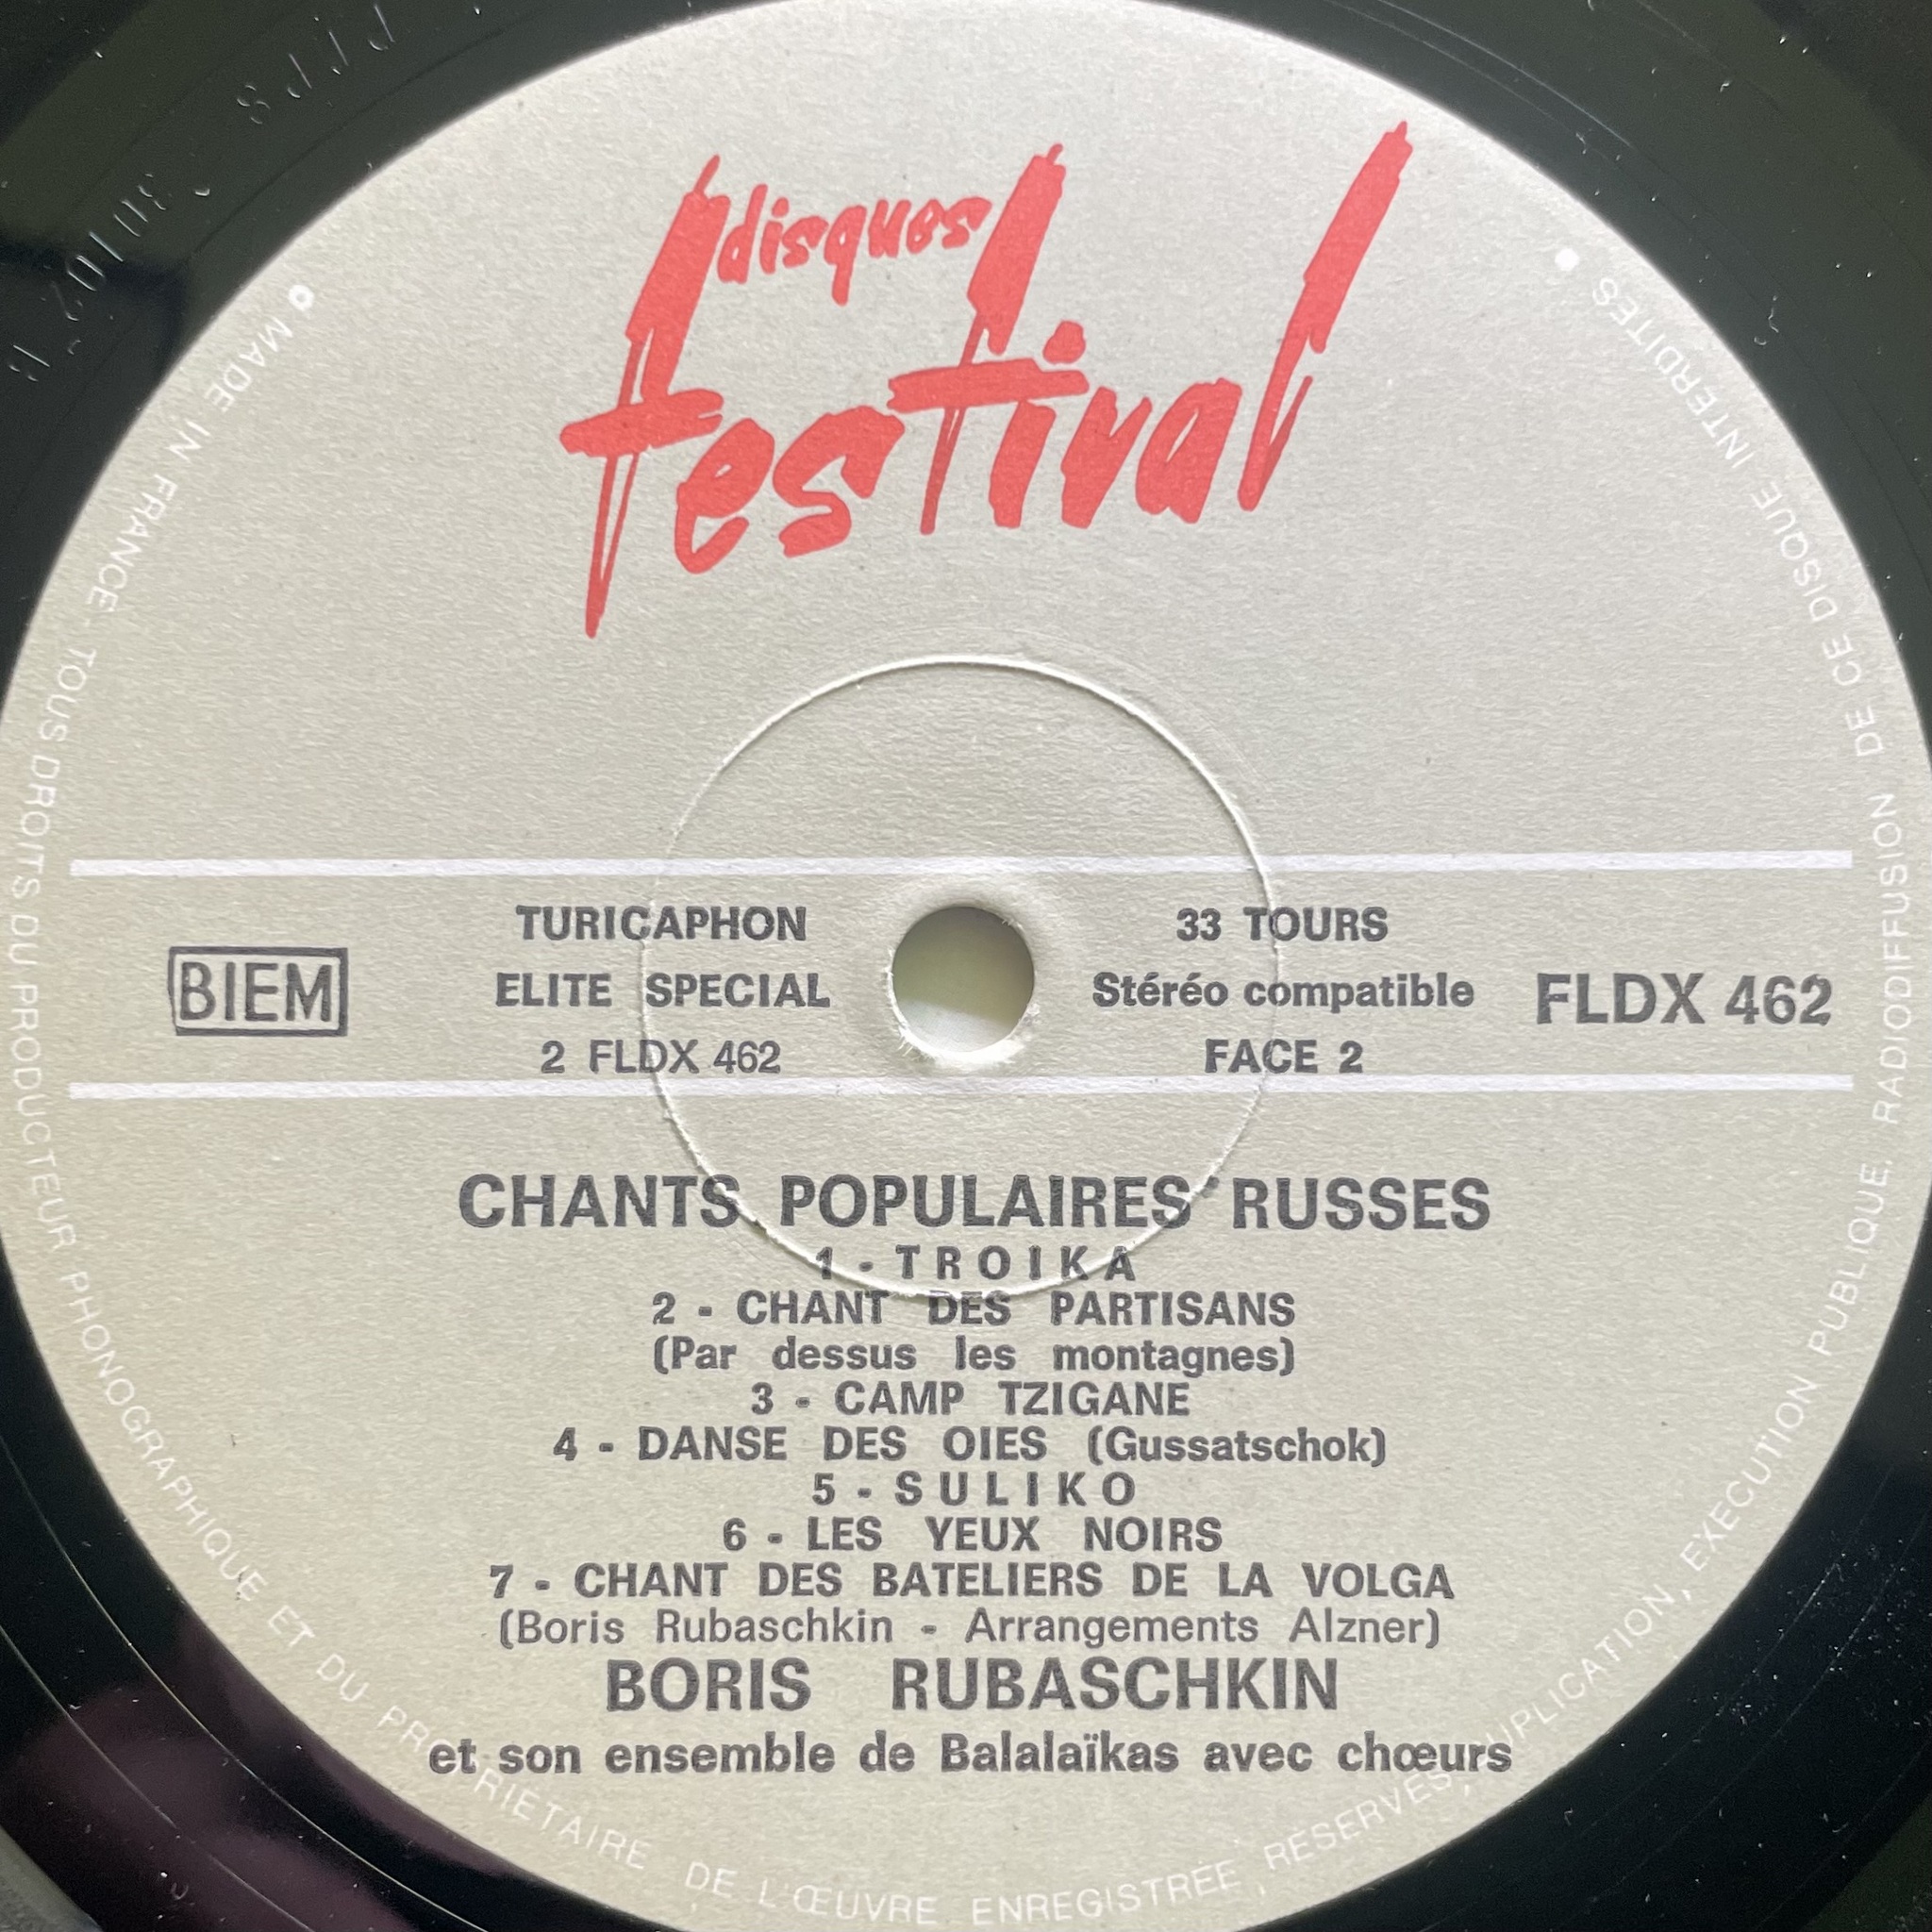 disques
festival
TURICAPHON
ELITE SPECIAL
2 FLDX 462
BIEM
33 TOURS
Stéréo compatible
FACE 2
FLDX 462
CHANTS POPULAIRES RUSSES
1 - TROIKA
2 - CHANT DES PARTISANS
(Par dessus les montagnes)
3 - CAMP TZIGANE
4 - DANSE DES OIES (Gussatschok)
5 - SULIKO
6 - LES YEUX NOIRS
7 - CHANT DES BATELIERS DE LA VOLGA
(Boris Rubaschkin - Arrangements Alzner)
BORIS RUBASCHKIN
et son ensemble de Balalaïkas avec chœurs
• MADE IN FRANCE - TOUS DROITS DU PRODUCTEUR PHONOGRAPHIQUE ET DU PROPRIETAIRE DE L'ŒUVRE ENREGISTRÉE, RÉSERVÉS, DUPLICATION, EXECUTION PUBLIQUE, RADIODIFFUSION DE CE DISQUE INTERDITES •